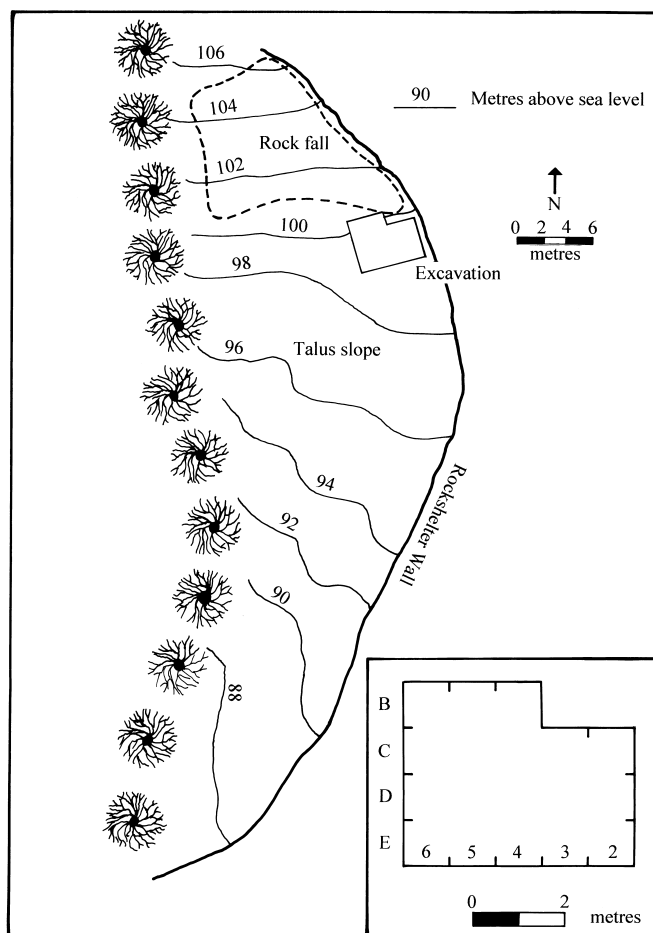 106
90 Metres above sea level
104
Rock fall
102
N
100
0 2 4 6
metres
98
Excavation
96
Talus slope
94
Rockshelter Wall
92
90
88
B
C
D
E
6 5 4 3 2
0 2
metres